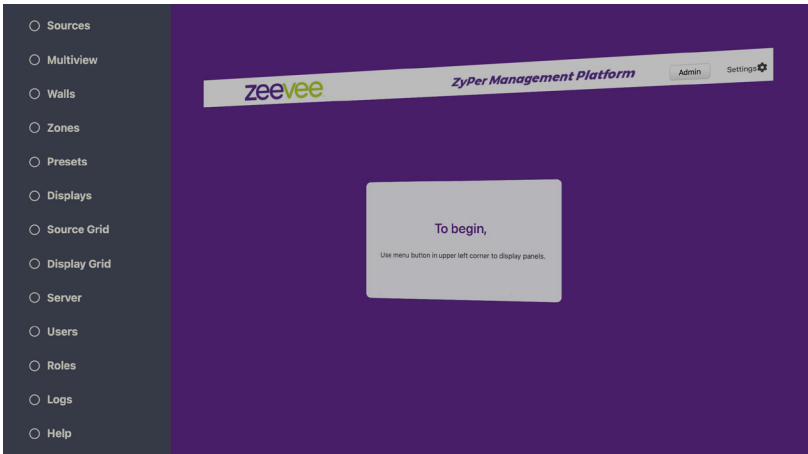 Sources
Multiview
Walls
Zones
Presets
Displays
Source Grid
Display Grid
Server
Users
Roles
Logs
Help
zeevee
ZyPer Management Platform
Admin
Settings
To begin,
Use menu button in upper left corner to display panels.